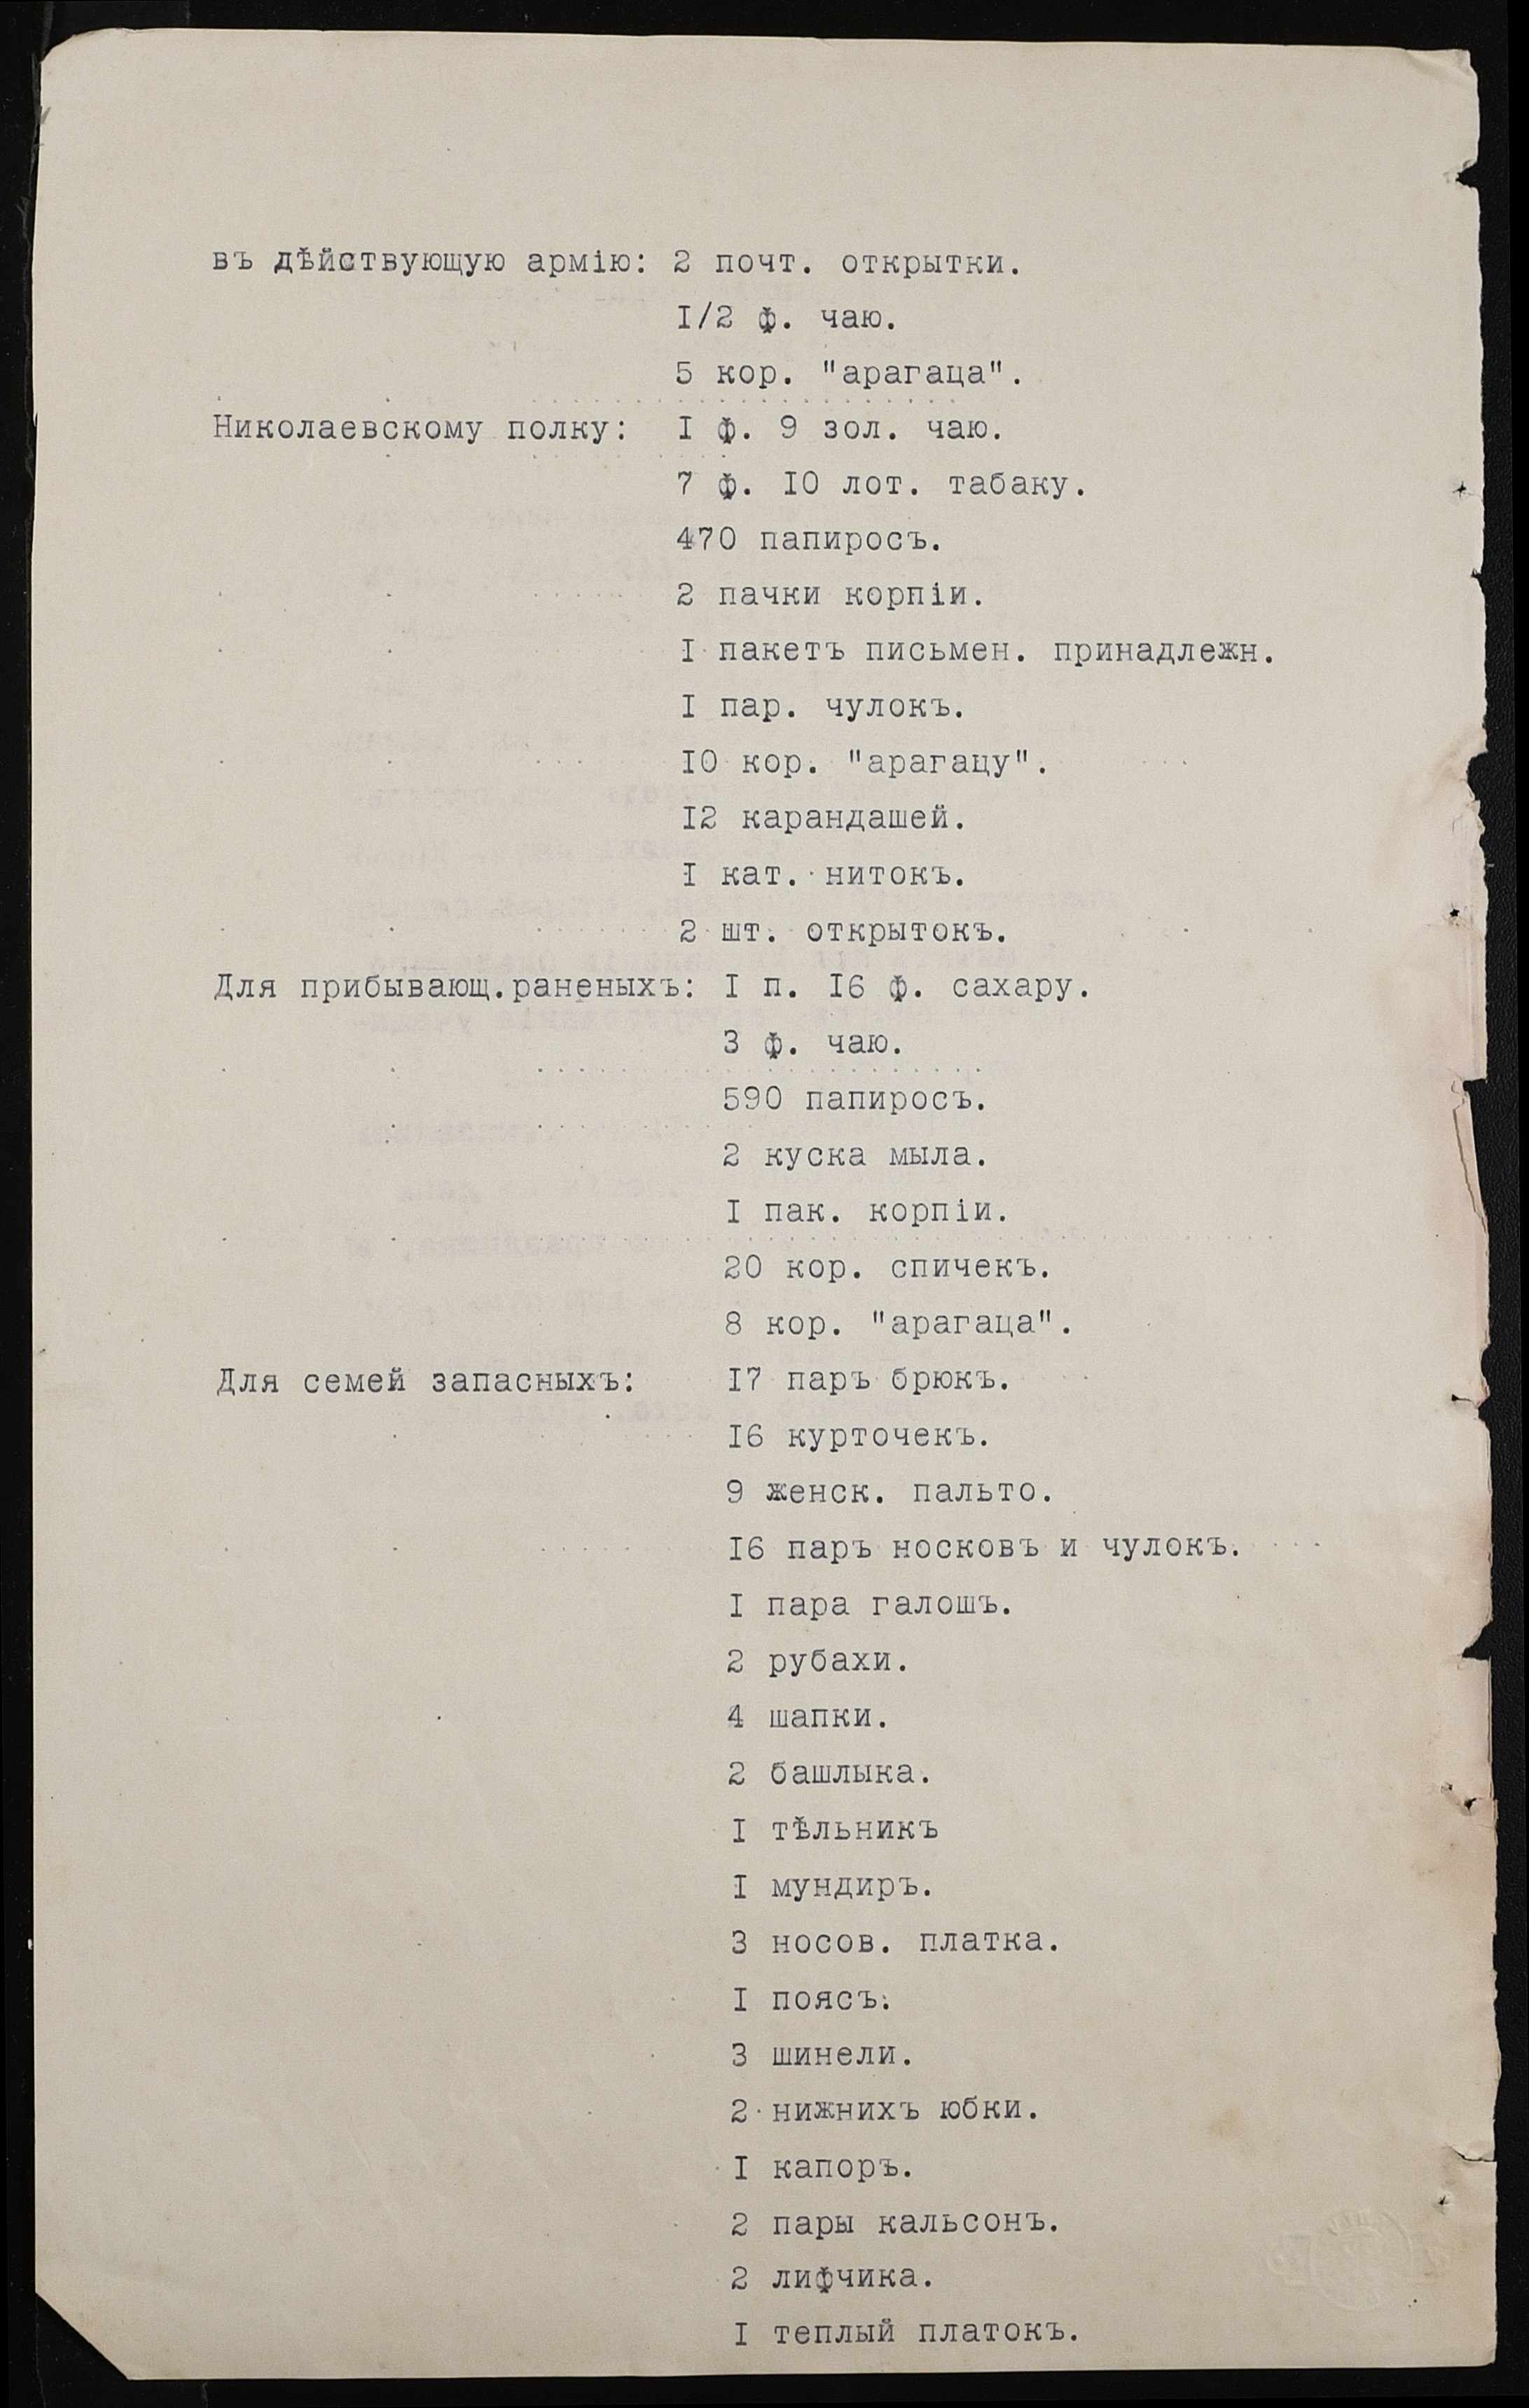 въ дѣйствующую армію: 2 почт. открытки.
I/2 ф. чаю.
5 кор. "арагаца".
Николаевскому полку: I ф. 9 зол. чаю.
7 ф. IO лот. табаку.
470 папиросъ.
2 пачки корпіи.
I пакетъ письмен. принадлежн.
I пар. чулокъ.
IO кор. "арагацу".
I2 карандашей.
I кат. нитокъ.
2 шт. открытокъ.
Для прибывающ.раненыхъ: I п. I6 ф. сахару.
3 ф. чаю.
590 папиросъ.
2 куска мыла.
I пак. корпіи.
20 кор. спичекъ.
8 кор. "арагаца".
Для семей запасныхъ: I7 паръ брюкъ.
I6 курточекъ.
9 женск. пальто.
I6 паръ носковъ и чулокъ.
I пара галошъ.
2 рубахи.
4 шапки.
2 башлыка.
I тѣльникъ
I мундиръ.
3 носов. платка.
I поясъ.
3 шинели.
2 нижнихъ юбки.
I капоръ.
2 пары кальсонъ.
2 лифчика.
I теплый платокъ.